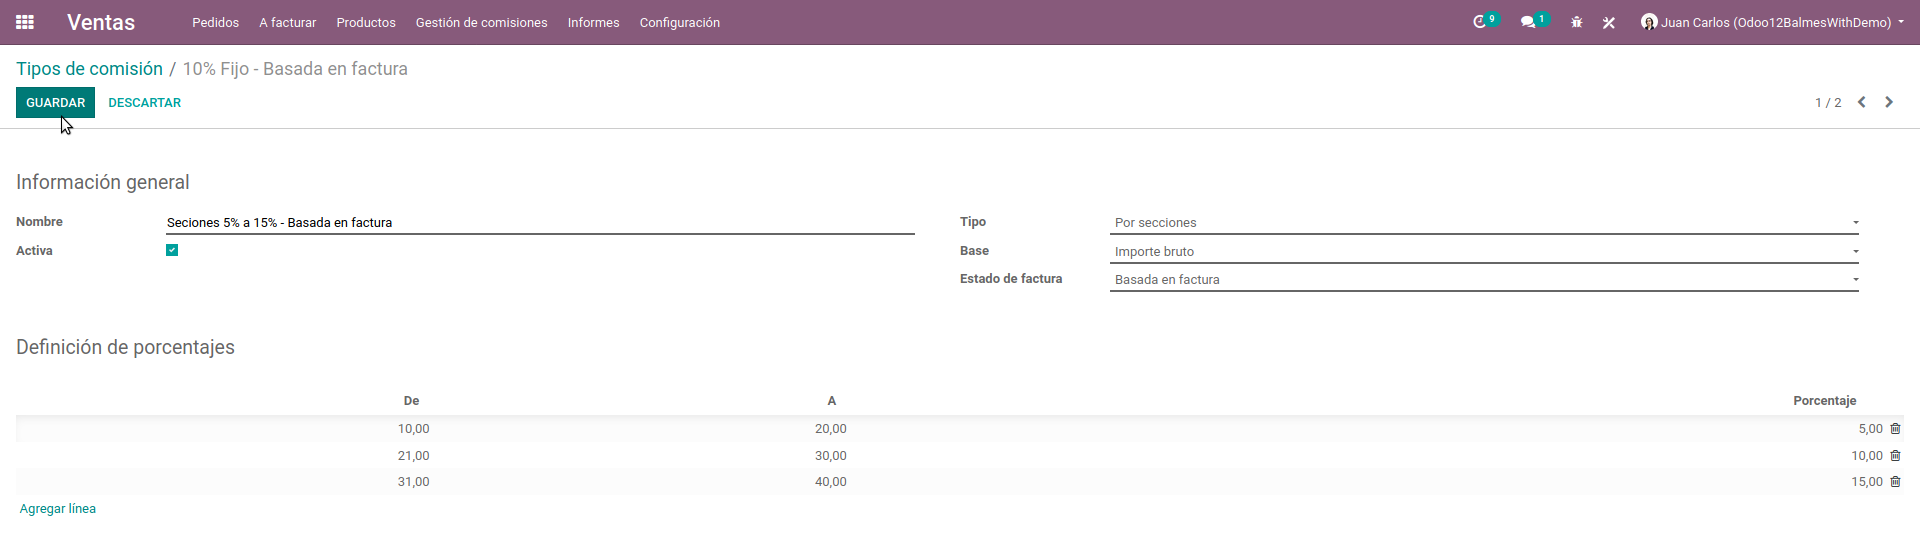 Ventas Pedidos A facturar Productos Gestión de comisiones Informes Configuración 9 1 Juan Carlos (Odoo12BalmesWithDemo)
Tipos de comisión / 10% Fijo - Basada en factura
GUARDAR DESCARTAR 1 / 2
Información general
Nombre Seciones 5% a 15% - Basada en factura Tipo Por secciones
Activa Base Importe bruto
Estado de factura Basada en factura
Definición de porcentajes
De A Porcentaje
10,00 20,00 5,00
21,00 30,00 10,00
31,00 40,00 15,00
Agregar línea